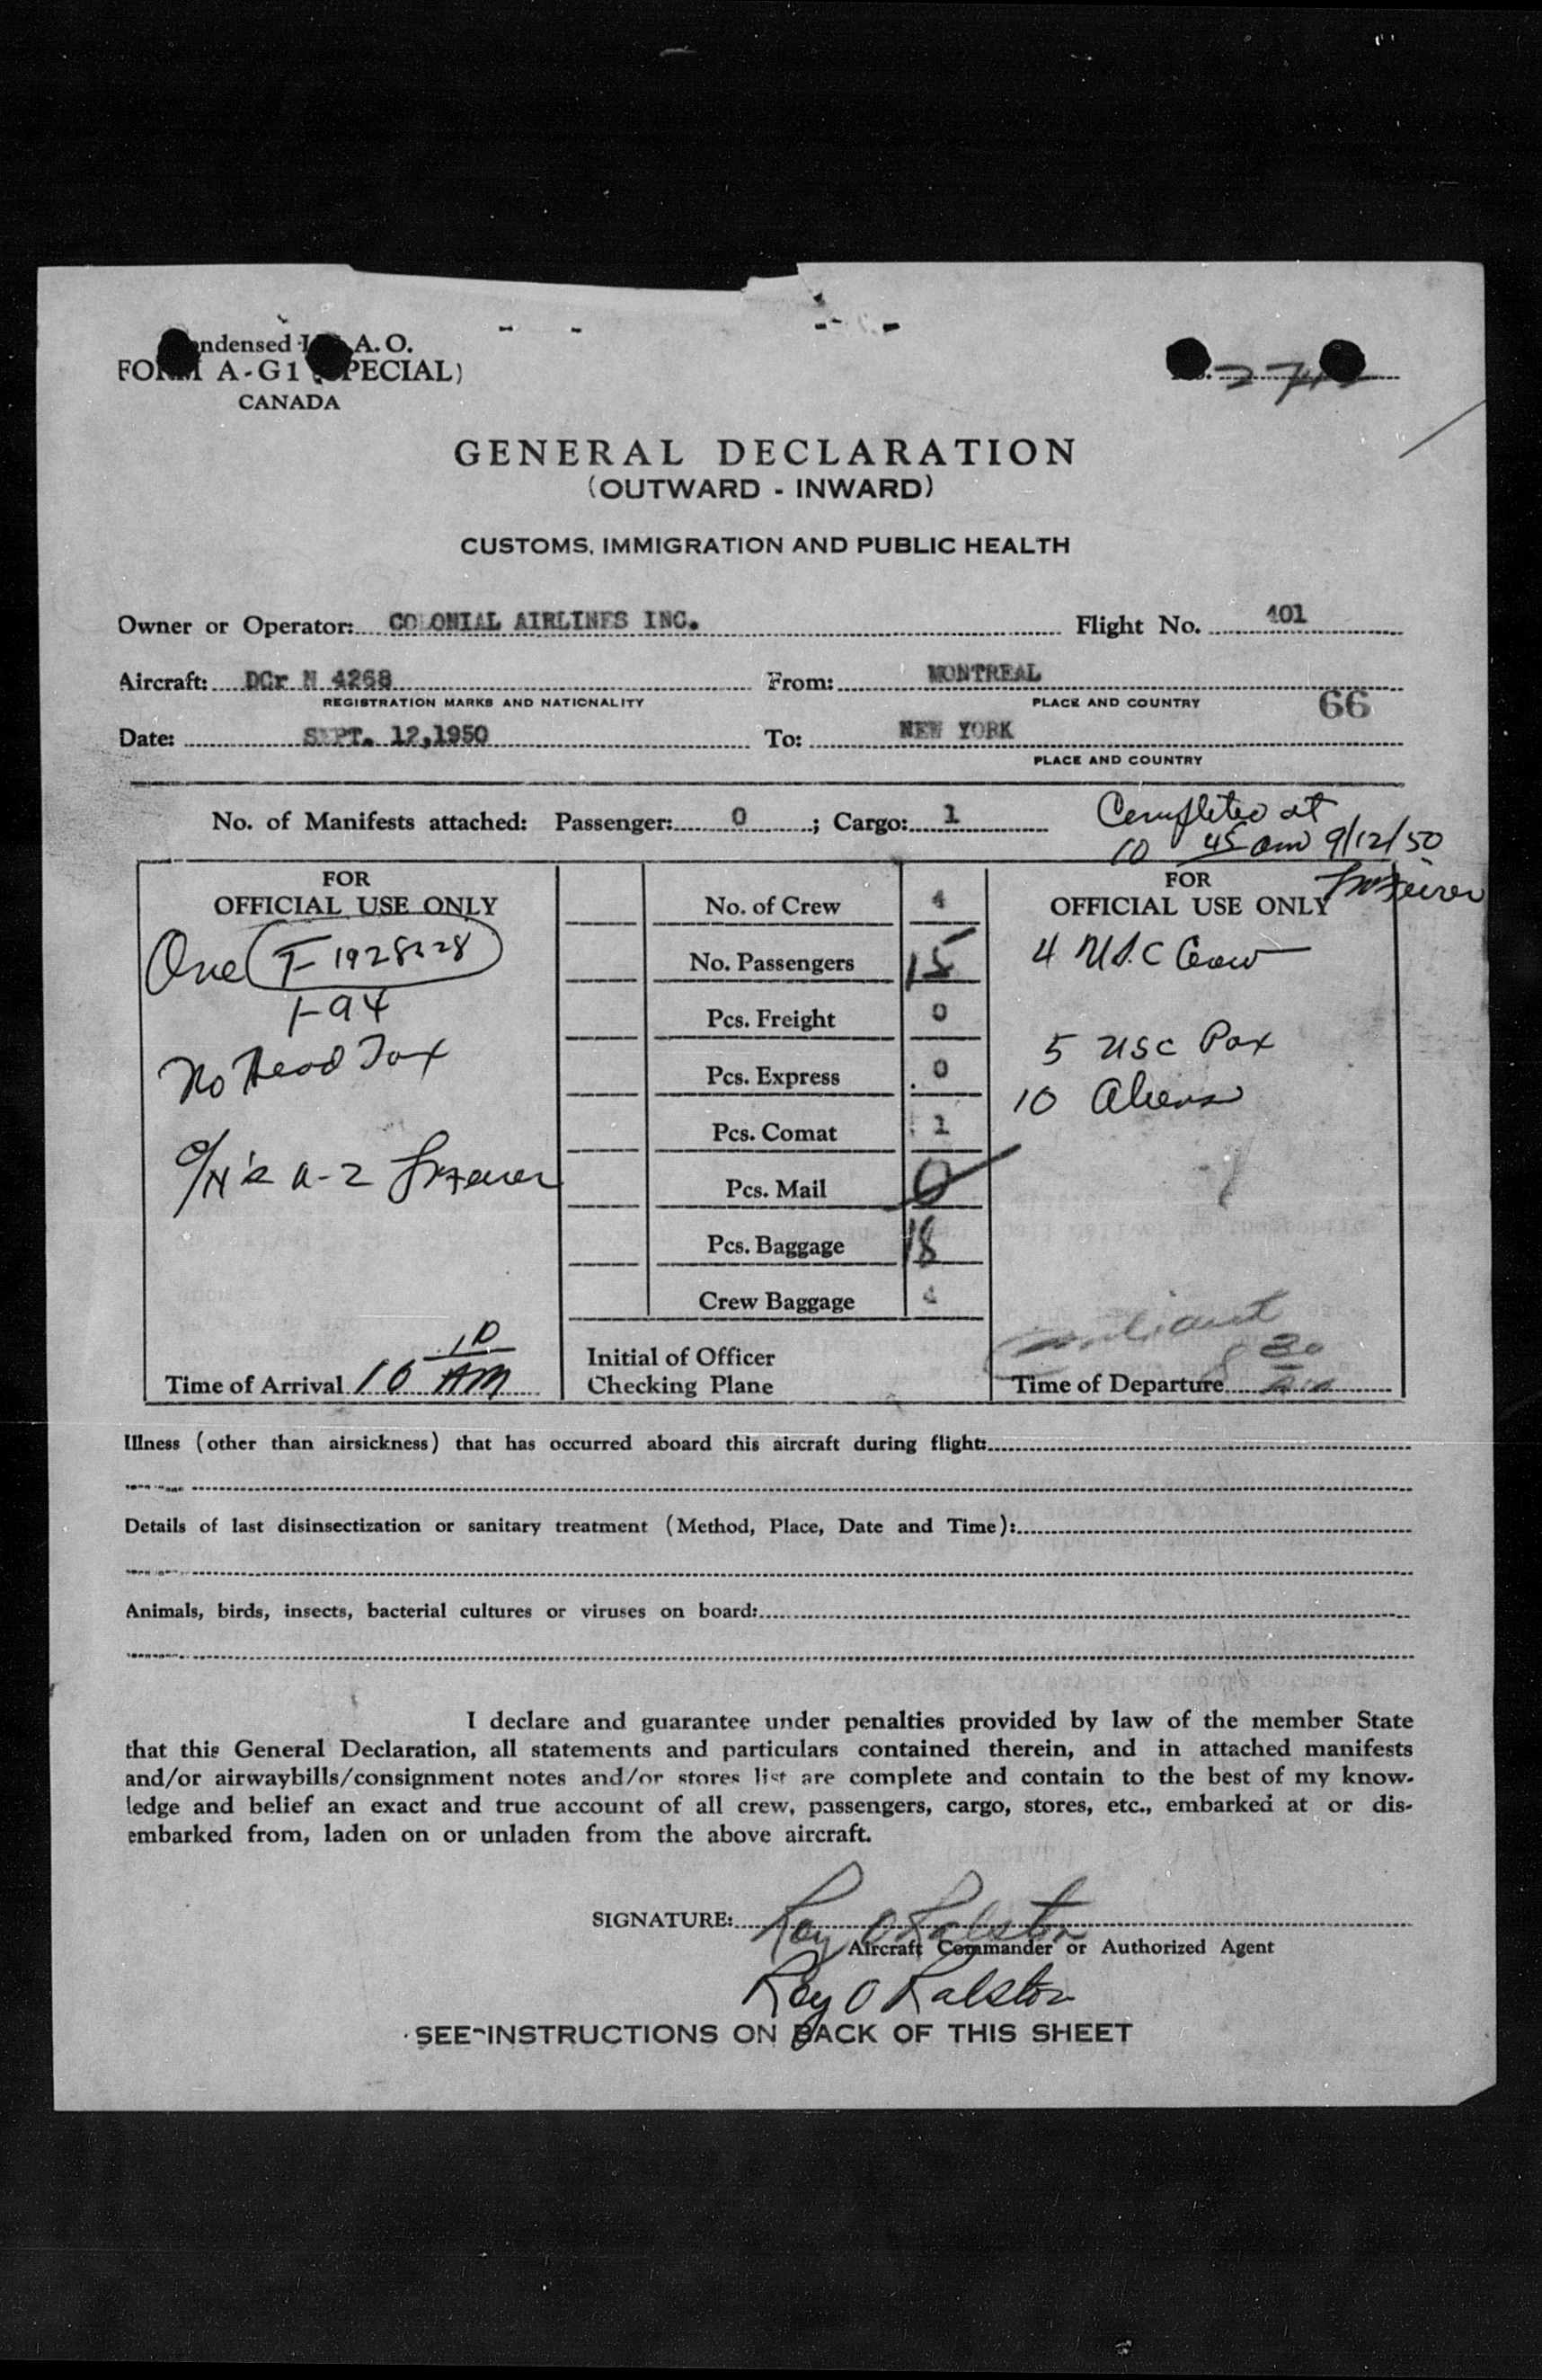 Condensed I. A. O.
FORM A-G1 (SPECIAL)
CANADA
GENERAL DECLARATION
(OUTWARD - INWARD)
CUSTOMS, IMMIGRATION AND PUBLIC HEALTH
Owner or Operator: COLONIAL AIRLINES INC. Flight No. 401
Aircraft: DCr N 4268 From: MONTREAL
REGISTRATION MARKS AND NATIONALITY PLACE AND COUNTRY 66
Date: SEPT. 12,1950 To: NEW YORK
PLACE AND COUNTRY
No. of Manifests attached: Passenger: 0 ; Cargo: 1
Completed at
10 45 am 9/12/50
FOR
OFFICIAL USE ONLY
One
I-94
No Head Tax
Time of Arrival 10 10 AM
No. of Crew 4
No. Passengers 15
Pcs. Freight 0
Pcs. Express 0
Pcs. Comat 1
Pcs. Mail 0
Pcs. Baggage 18
Crew Baggage 4
Initial of Officer
Checking Plane
FOR
OFFICIAL USE ONLY
4 USC Crew
5 USC Pax
10 Aliens
8 30
Time of Departure
Illness (other than airsickness) that has occurred aboard this aircraft during flight:
Details of last disinsectization or sanitary treatment (Method, Place, Date and Time):
Animals, birds, insects, bacterial cultures or viruses on board:
I declare and guarantee under penalties provided by law of the member State
that this General Declaration, all statements and particulars contained therein, and in attached manifests
and/or airwaybills/consignment notes and/or stores list are complete and contain to the best of my know-
ledge and belief an exact and true account of all crew, passengers, cargo, stores, etc., embarked at or dis-
embarked from, laden on or unladen from the above aircraft.
SIGNATURE: Roy O Ralston
Aircraft Commander or Authorized Agent
Roy O Ralston
SEE INSTRUCTIONS ON BACK OF THIS SHEET